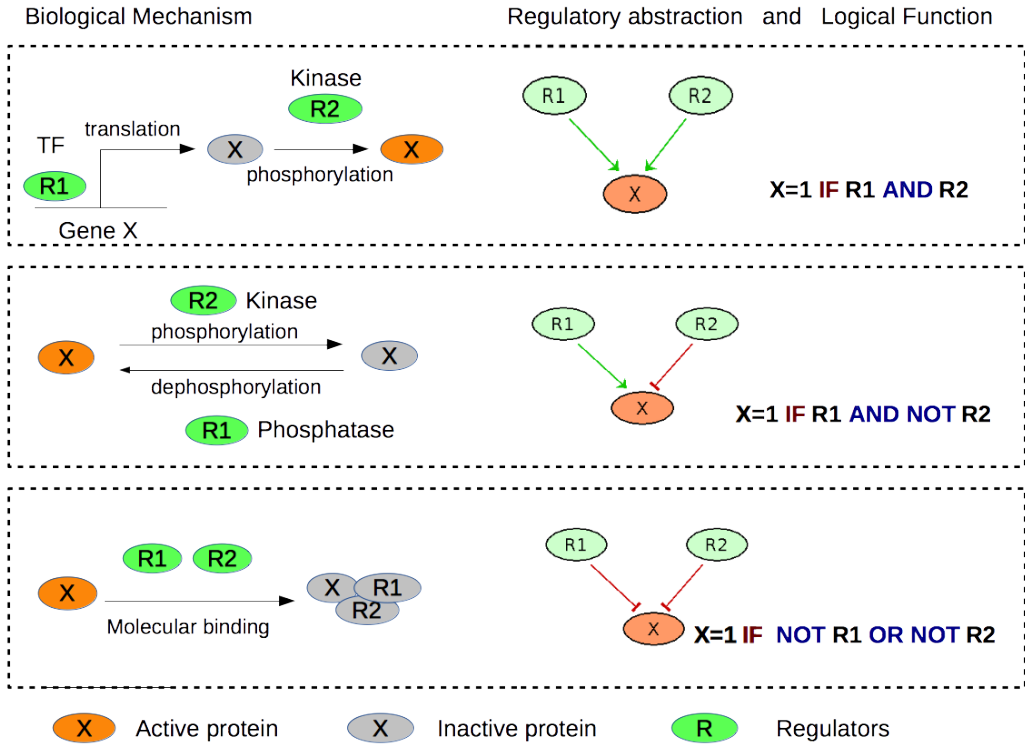 Biological Mechanism
Regulatory abstraction and Logical Function
Kinase
R2
TF
translation
R1
X
X
phosphorylation
Gene X
R1
R2
X
X=1 IF R1 AND R2
R2 Kinase
phosphorylation
X
X
dephosphorylation
R1 Phosphatase
R1
R2
X
X=1 IF R1 AND NOT R2
R1 R2
X
X R1
R2
Molecular binding
R1
R2
X
X=1 IF NOT R1 OR NOT R2
X Active protein
X Inactive protein
R Regulators